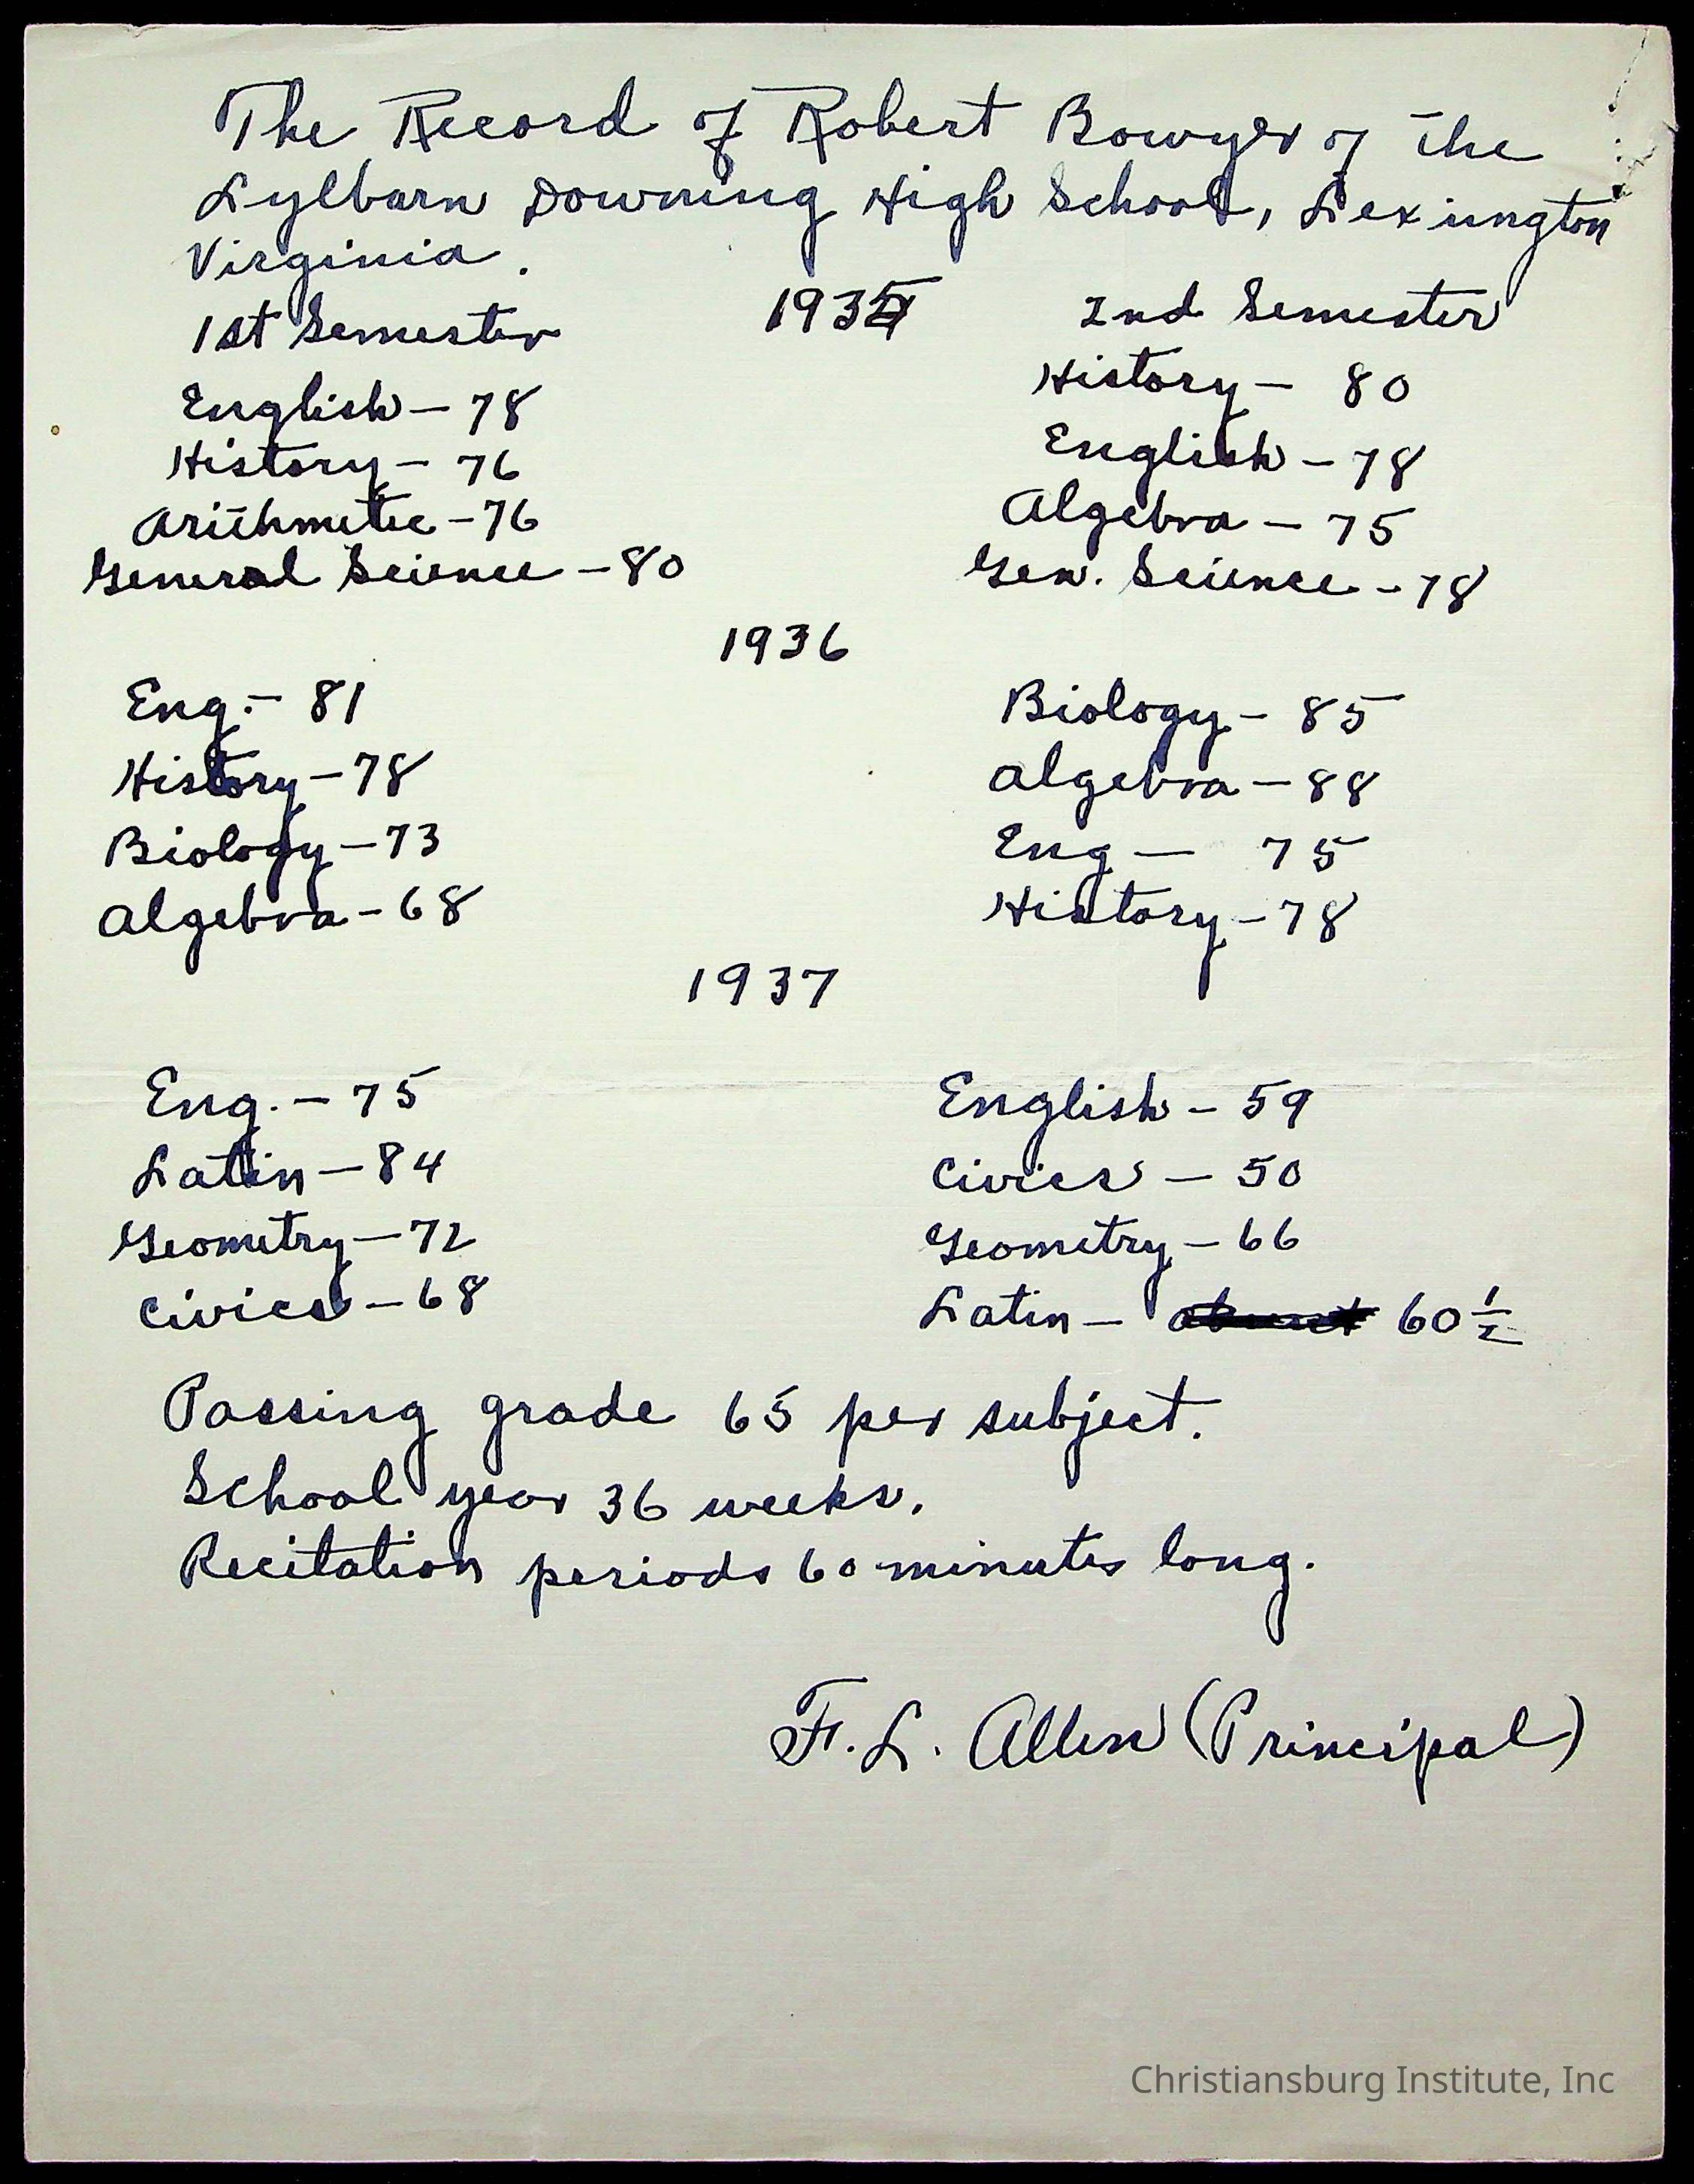 The Record of Robert Bowyer of the
Lylburn Downing High School, Lexington
Virginia.
1st Semester 1935 2nd Semester
English — 78 History — 80
History — 76 English — 78
Arithmetic — 76 Algebra — 75
General Science — 80 Gen. Science — 78
1936
Eng. — 81 Biology — 85
History — 78 Algebra — 88
Biology — 73 Eng — 75
Algebra — 68 History — 78
1937
Eng. — 75 English — 59
Latin — 84 Civics — 50
Geometry — 72 Geometry — 66
Civics — 68 Latin — 60 1/2
Passing grade 65 per subject.
School year 36 weeks.
Recitation periods 60 minutes long.
F. L. Allen (Principal)
Christiansburg Institute, Inc